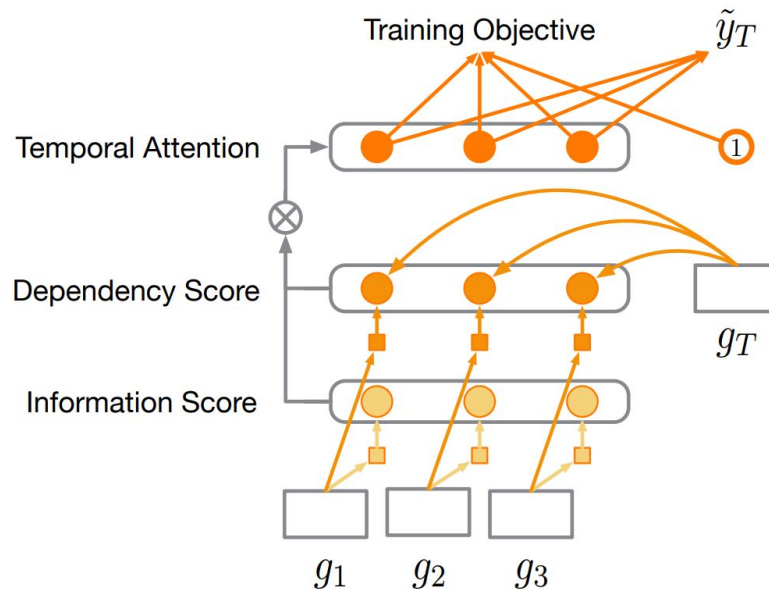 Training Objective
ỹ_T
Temporal Attention
1
Dependency Score
g_T
Information Score
g_1
g_2
g_3